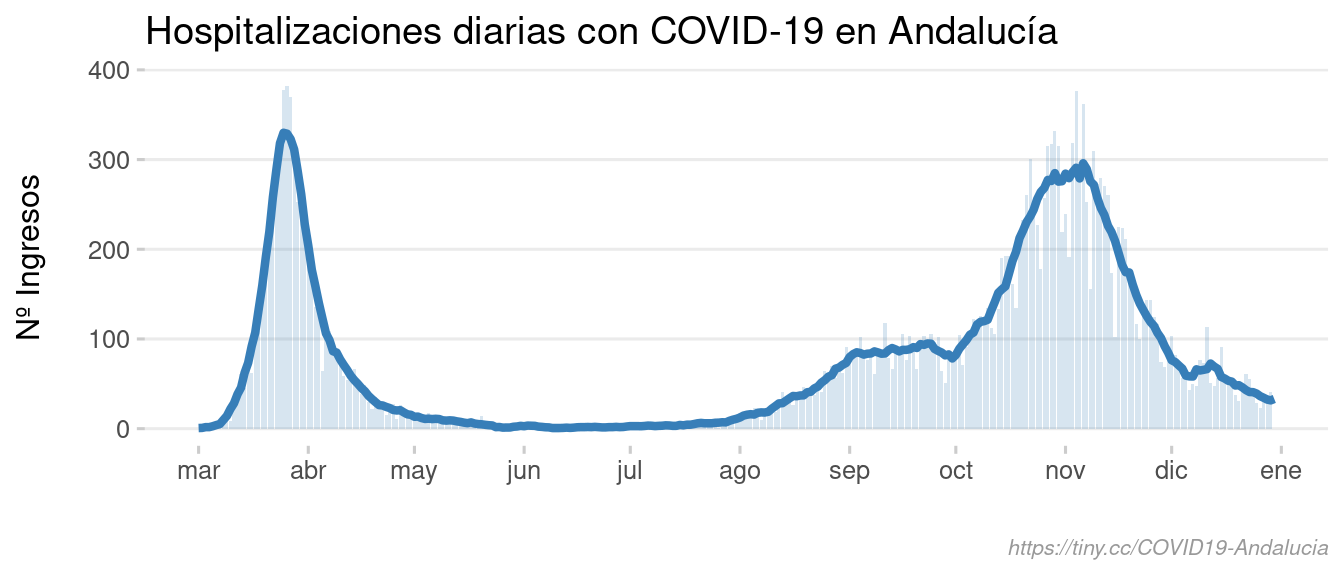 Hospitalizaciones diarias con COVID-19 en Andalucía
Nº Ingresos
400
300
200
100
0
mar abr may jun jul ago sep oct nov dic ene
https://tiny.cc/COVID19-Andalucia